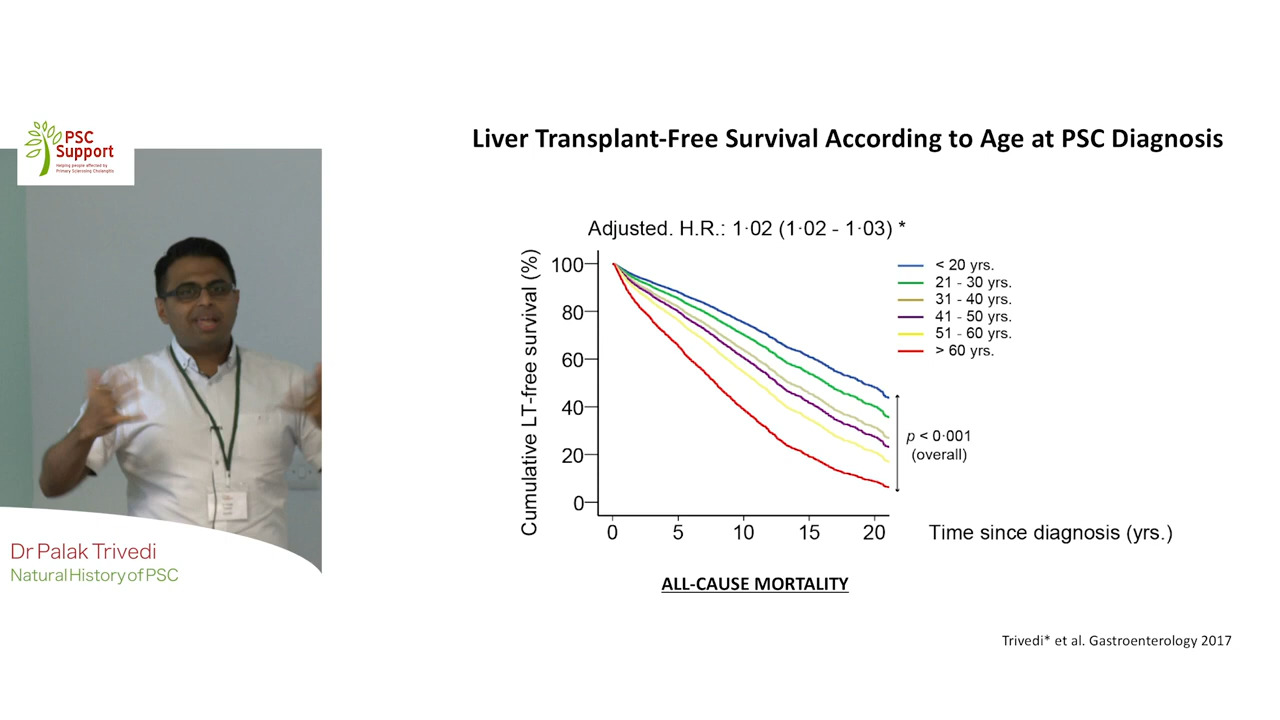 PSC
Support
Helping people affected by
Primary Sclerosing Cholangitis
Dr Palak Trivedi
Natural History of PSC
Liver Transplant-Free Survival According to Age at PSC Diagnosis
Adjusted. H.R.: 1·02 (1·02 - 1·03) *
Cumulative LT-free survival (%)
100
80
60
40
20
0
0 5 10 15 20
Time since diagnosis (yrs.)
< 20 yrs.
21 - 30 yrs.
31 - 40 yrs.
41 - 50 yrs.
51 - 60 yrs.
> 60 yrs.
p < 0·001
(overall)
ALL-CAUSE MORTALITY
Trivedi* et al. Gastroenterology 2017